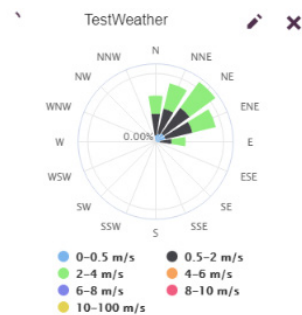 TestWeather
N
NNW
NNE
NW
NE
WNW
ENE
0.00%
W
E
WSW
ESE
SW
SE
SSW
SSE
S
0–0.5 m/s 0.5–2 m/s
2–4 m/s 4–6 m/s
6–8 m/s 8–10 m/s
10–100 m/s